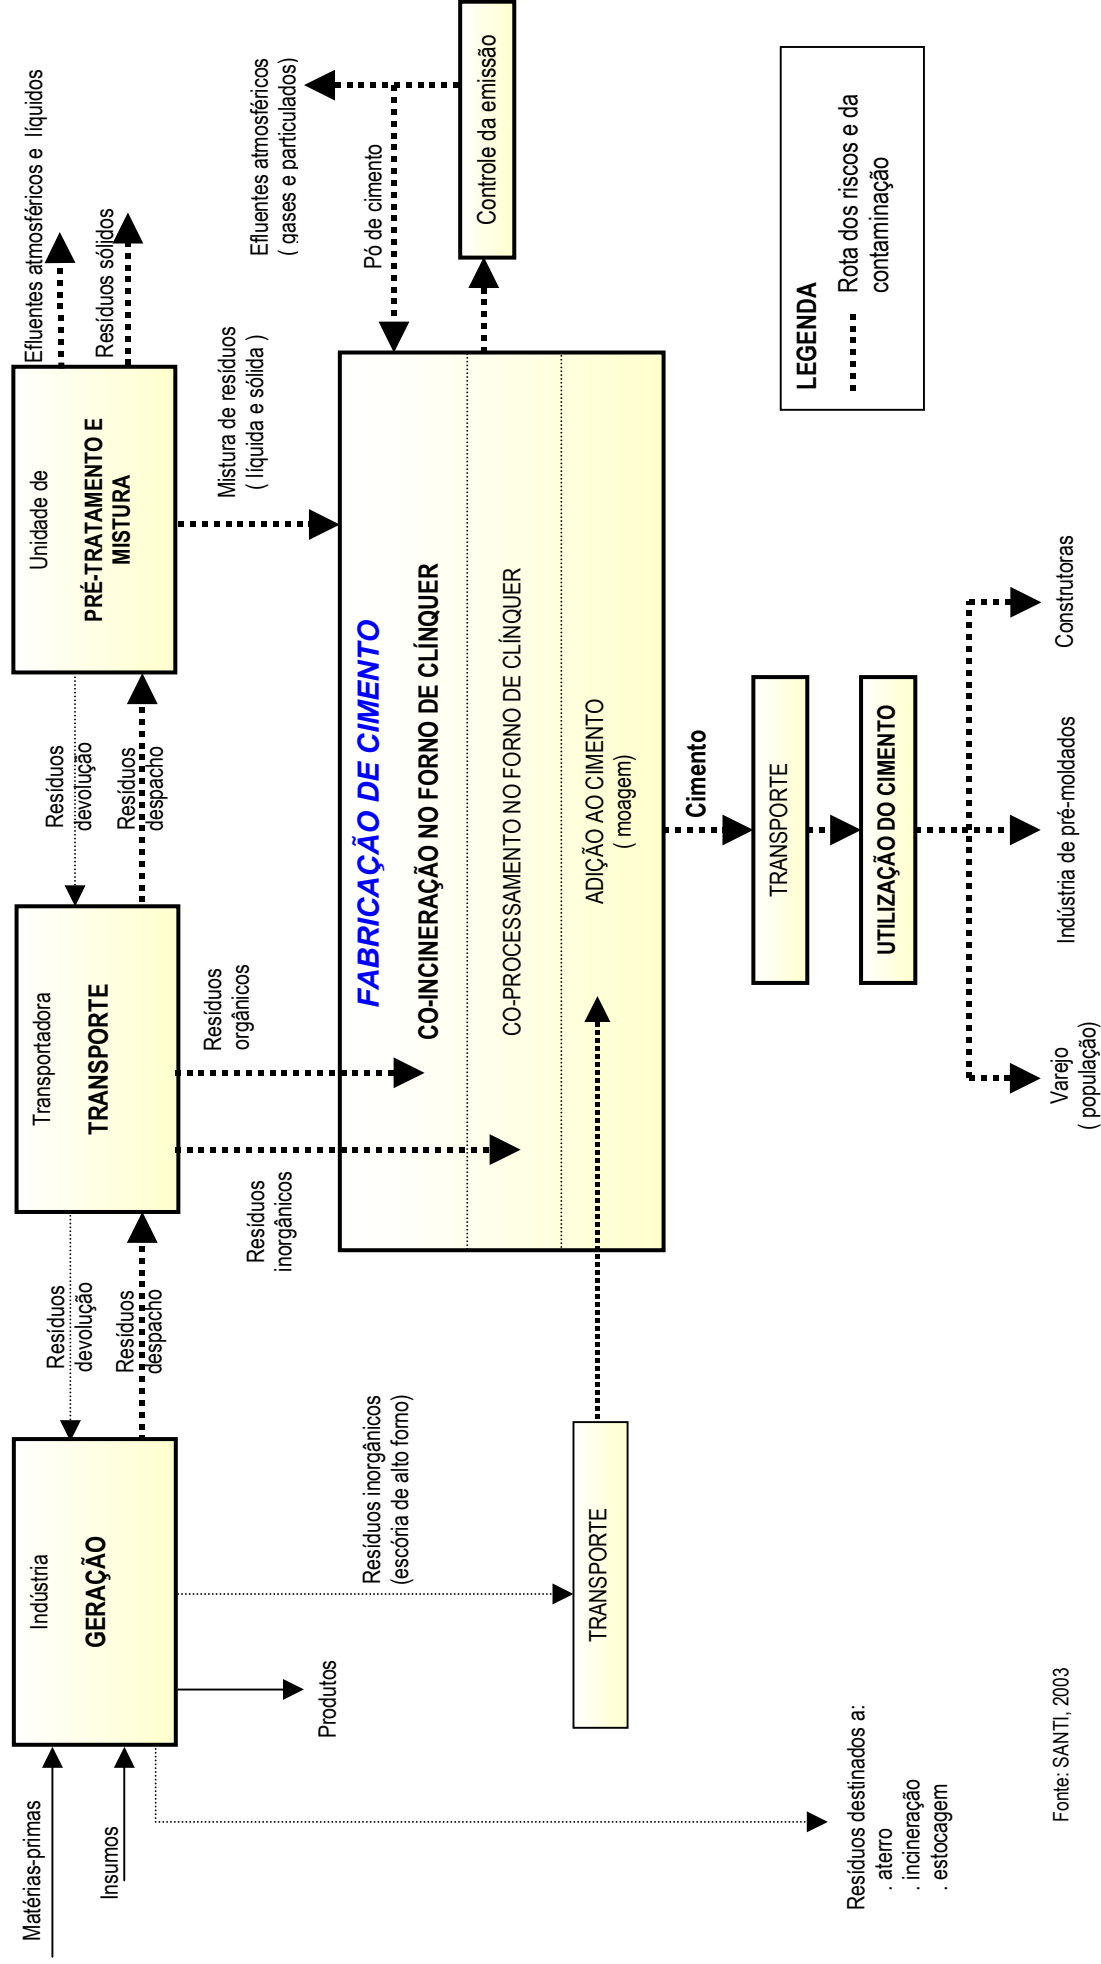 Matérias-primas
Insumos
Indústria
GERAÇÃO
Resíduos
devolução
Resíduos
despacho
Transportadora
TRANSPORTE
Resíduos
devolução
Resíduos
despacho
Unidade de
PRÉ-TRATAMENTO E
MISTURA
Efluentes atmosféricos e líquidos
Resíduos sólidos
Produtos
Resíduos inorgânicos
(escória de alto forno)
Resíduos
inorgânicos
Resíduos
orgânicos
Mistura de resíduos
( líquida e sólida )
Efluentes atmosféricos
( gases e particulados)
Pó de cimento
Controle da emissão
FABRICAÇÃO DE CIMENTO
CO-INCINERAÇÃO NO FORNO DE CLÍNQUER
CO-PROCESSAMENTO NO FORNO DE CLÍNQUER
ADIÇÃO AO CIMENTO
( moagem)
TRANSPORTE
Cimento
TRANSPORTE
UTILIZAÇÃO DO CIMENTO
Resíduos destinados a:
. aterro
. incineração
. estocagem
Varejo
( população)
Indústria de pré-moldados
Construtoras
LEGENDA
Rota dos riscos e da
contaminação
Fonte: SANTI, 2003